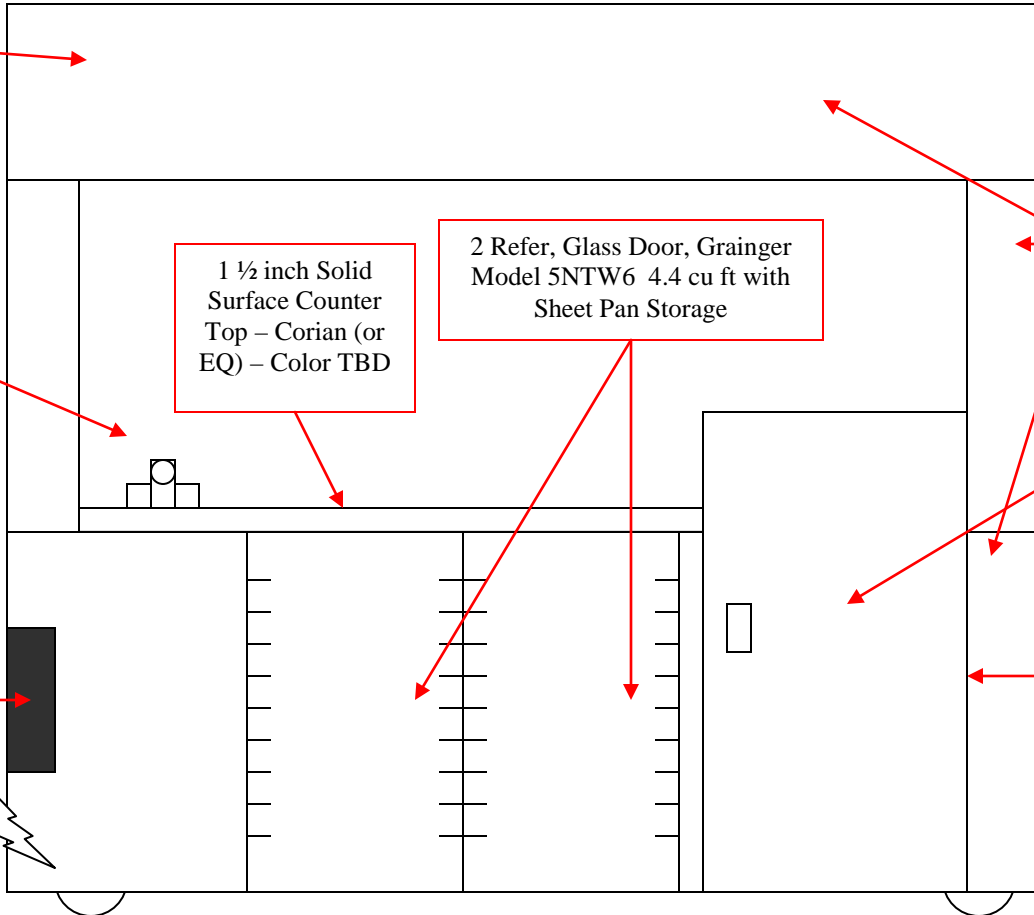 1 ½ inch Solid
Surface Counter
Top – Corian (or
EQ) – Color TBD
2 Refer, Glass Door, Grainger
Model 5NTW6 4.4 cu ft with
Sheet Pan Storage